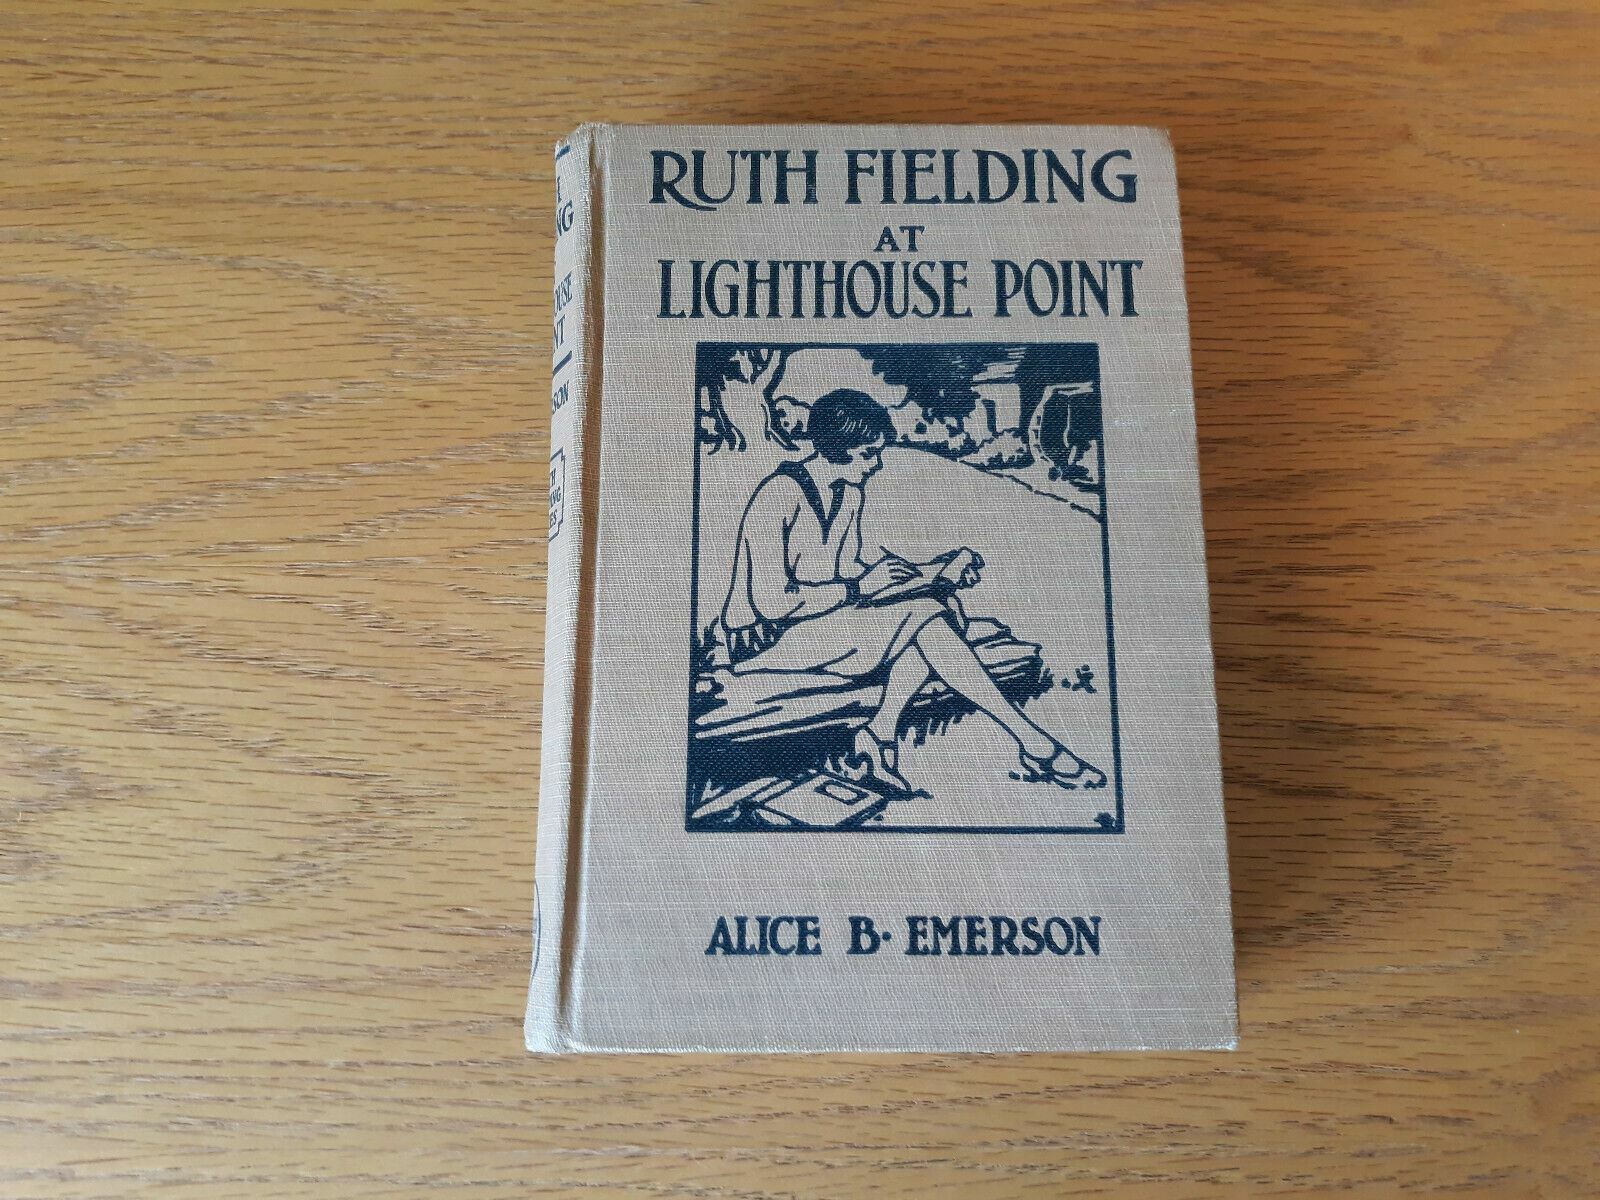 RUTH FIELDING
AT
LIGHTHOUSE POINT
ALICE B. EMERSON